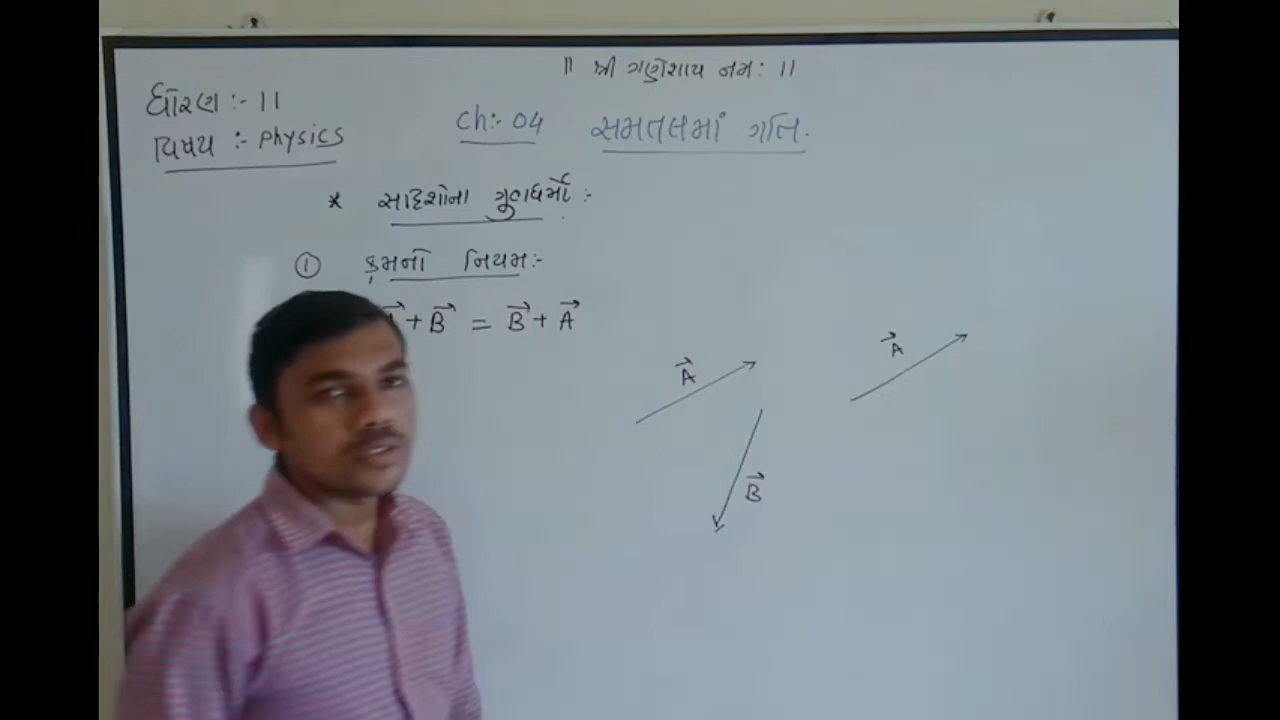 ॥ શ્રી ગણેશાય નમઃ ॥
ધોરણ :- 11
વિષય :- Physics
Ch:- 04 સમતલમાં ગતિ.
* સદિશોના ગુણધર્મો :-
① ક્રમનો નિયમ :-
A⃗ + B⃗ = B⃗ + A⃗
A⃗
A⃗
B⃗